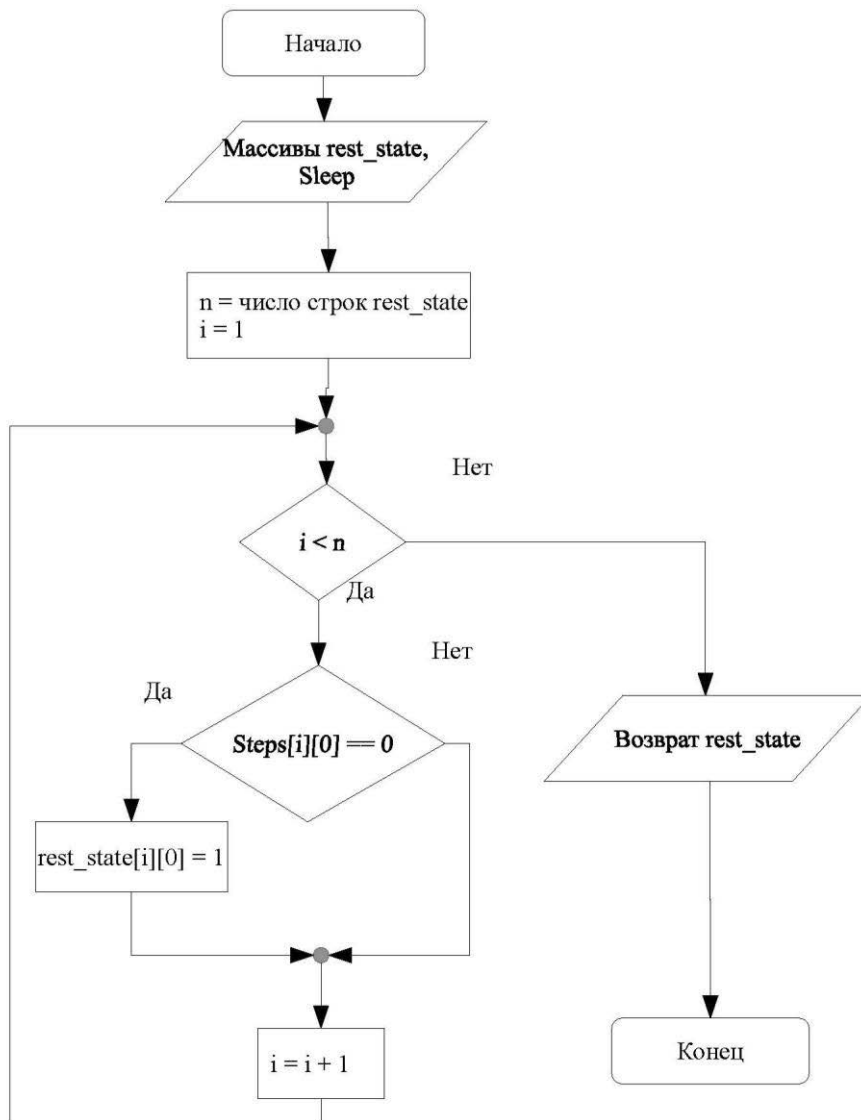 Начало
Массивы rest_state,
Sleep
n = число строк rest_state
i = 1
Нет
i < n
Да
Нет
Да
Steps[i][0] == 0
Возврат rest_state
rest_state[i][0] = 1
i = i + 1
Конец